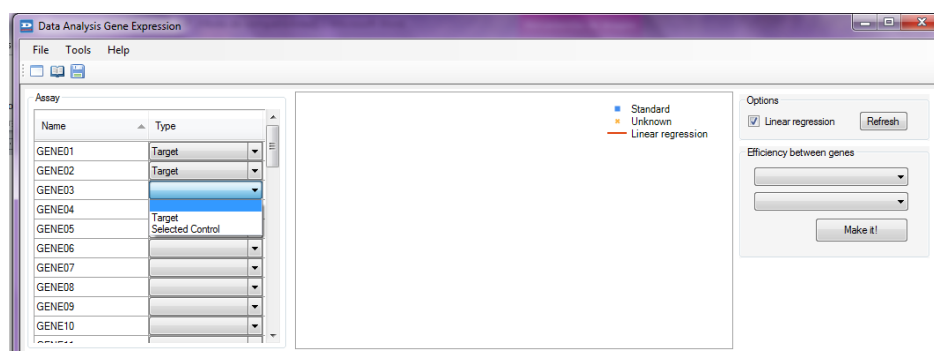 Data Analysis Gene Expression
File Tools Help
Assay
Name Type
GENE01 Target
GENE02 Target
GENE03
GENE04
Target
GENE05 Selected Control
GENE06
GENE07
GENE08
GENE09
GENE10
Standard
Unknown
Linear regression
Options
Linear regression Refresh
Efficiency between genes
Make it!